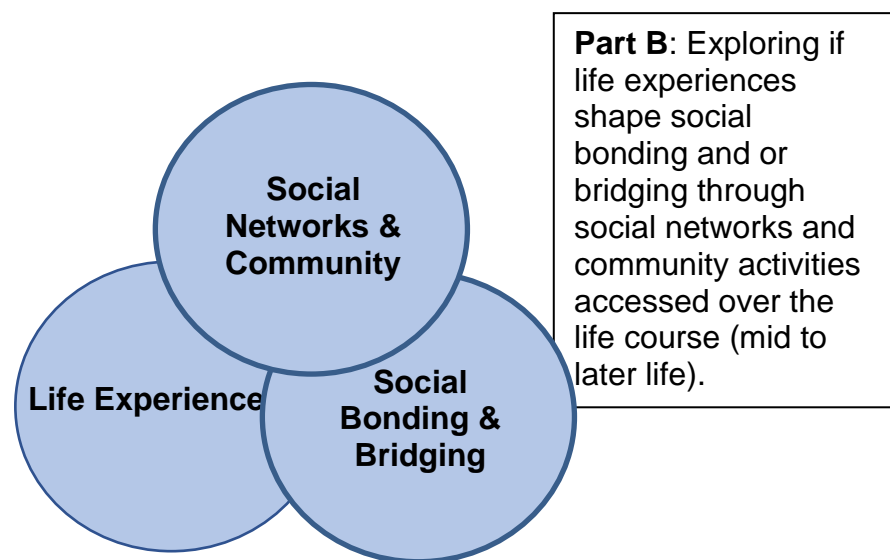 Social
Networks &
Community
Life Experience
Social
Bonding &
Bridging
Part B: Exploring if
life experiences
shape social
bonding and or
bridging through
social networks and
community activities
accessed over the
life course (mid to
later life).